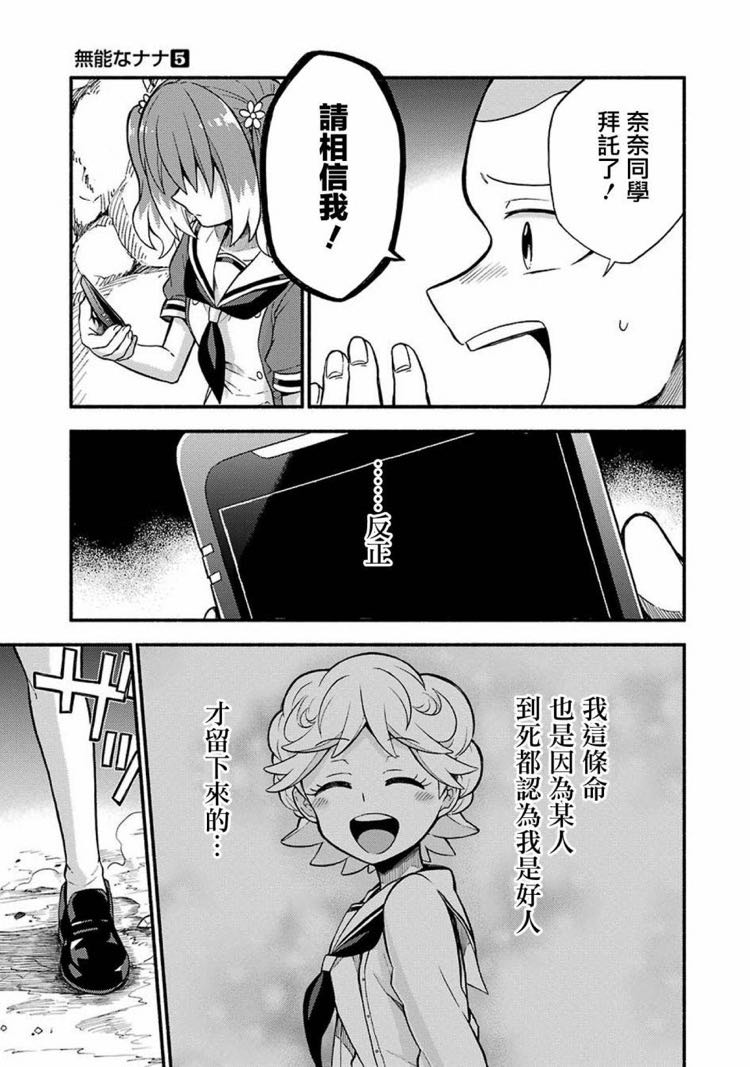 無能なナナ5
奈奈同學
拜託了！
請相信我！
……反正
我這條命
也是因為某人
到死都認為我是好人
才留下來的…
ザッ